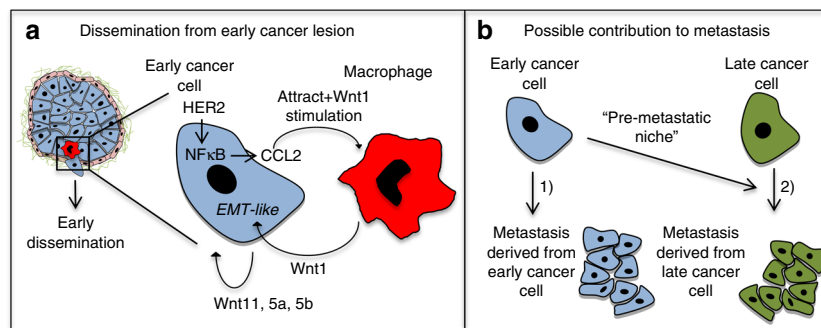 a Dissemination from early cancer lesion
Early cancer
cell
HER2
NFκB
CCL2
Attract+Wnt1
stimulation
Macrophage
EMT-like
Early
dissemination
Wnt1
Wnt11, 5a, 5b
b Possible contribution to metastasis
Early cancer
cell
Late cancer
cell
“Pre-metastatic
niche”
1)
2)
Metastasis
derived from
early cancer
cell
Metastasis
derived from
late cancer
cell